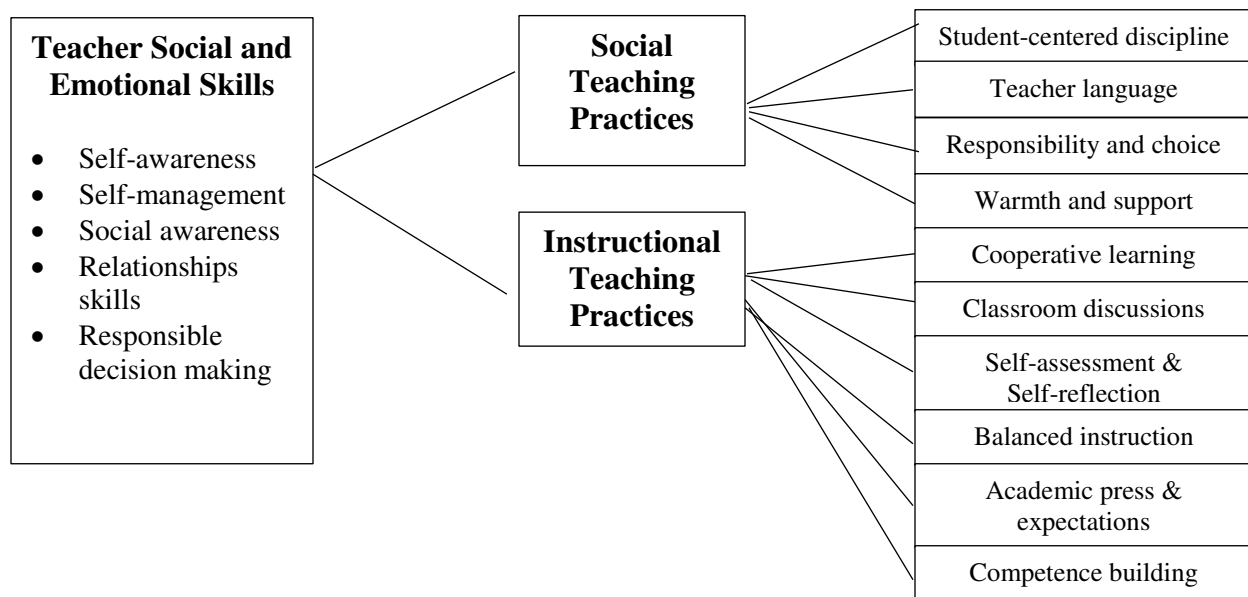 Teacher Social and
Emotional Skills
• Self-awareness
• Self-management
• Social awareness
• Relationships
skills
• Responsible
decision making
Social
Teaching
Practices
Instructional
Teaching
Practices
Student-centered discipline
Teacher language
Responsibility and choice
Warmth and support
Cooperative learning
Classroom discussions
Self-assessment &
Self-reflection
Balanced instruction
Academic press &
expectations
Competence building